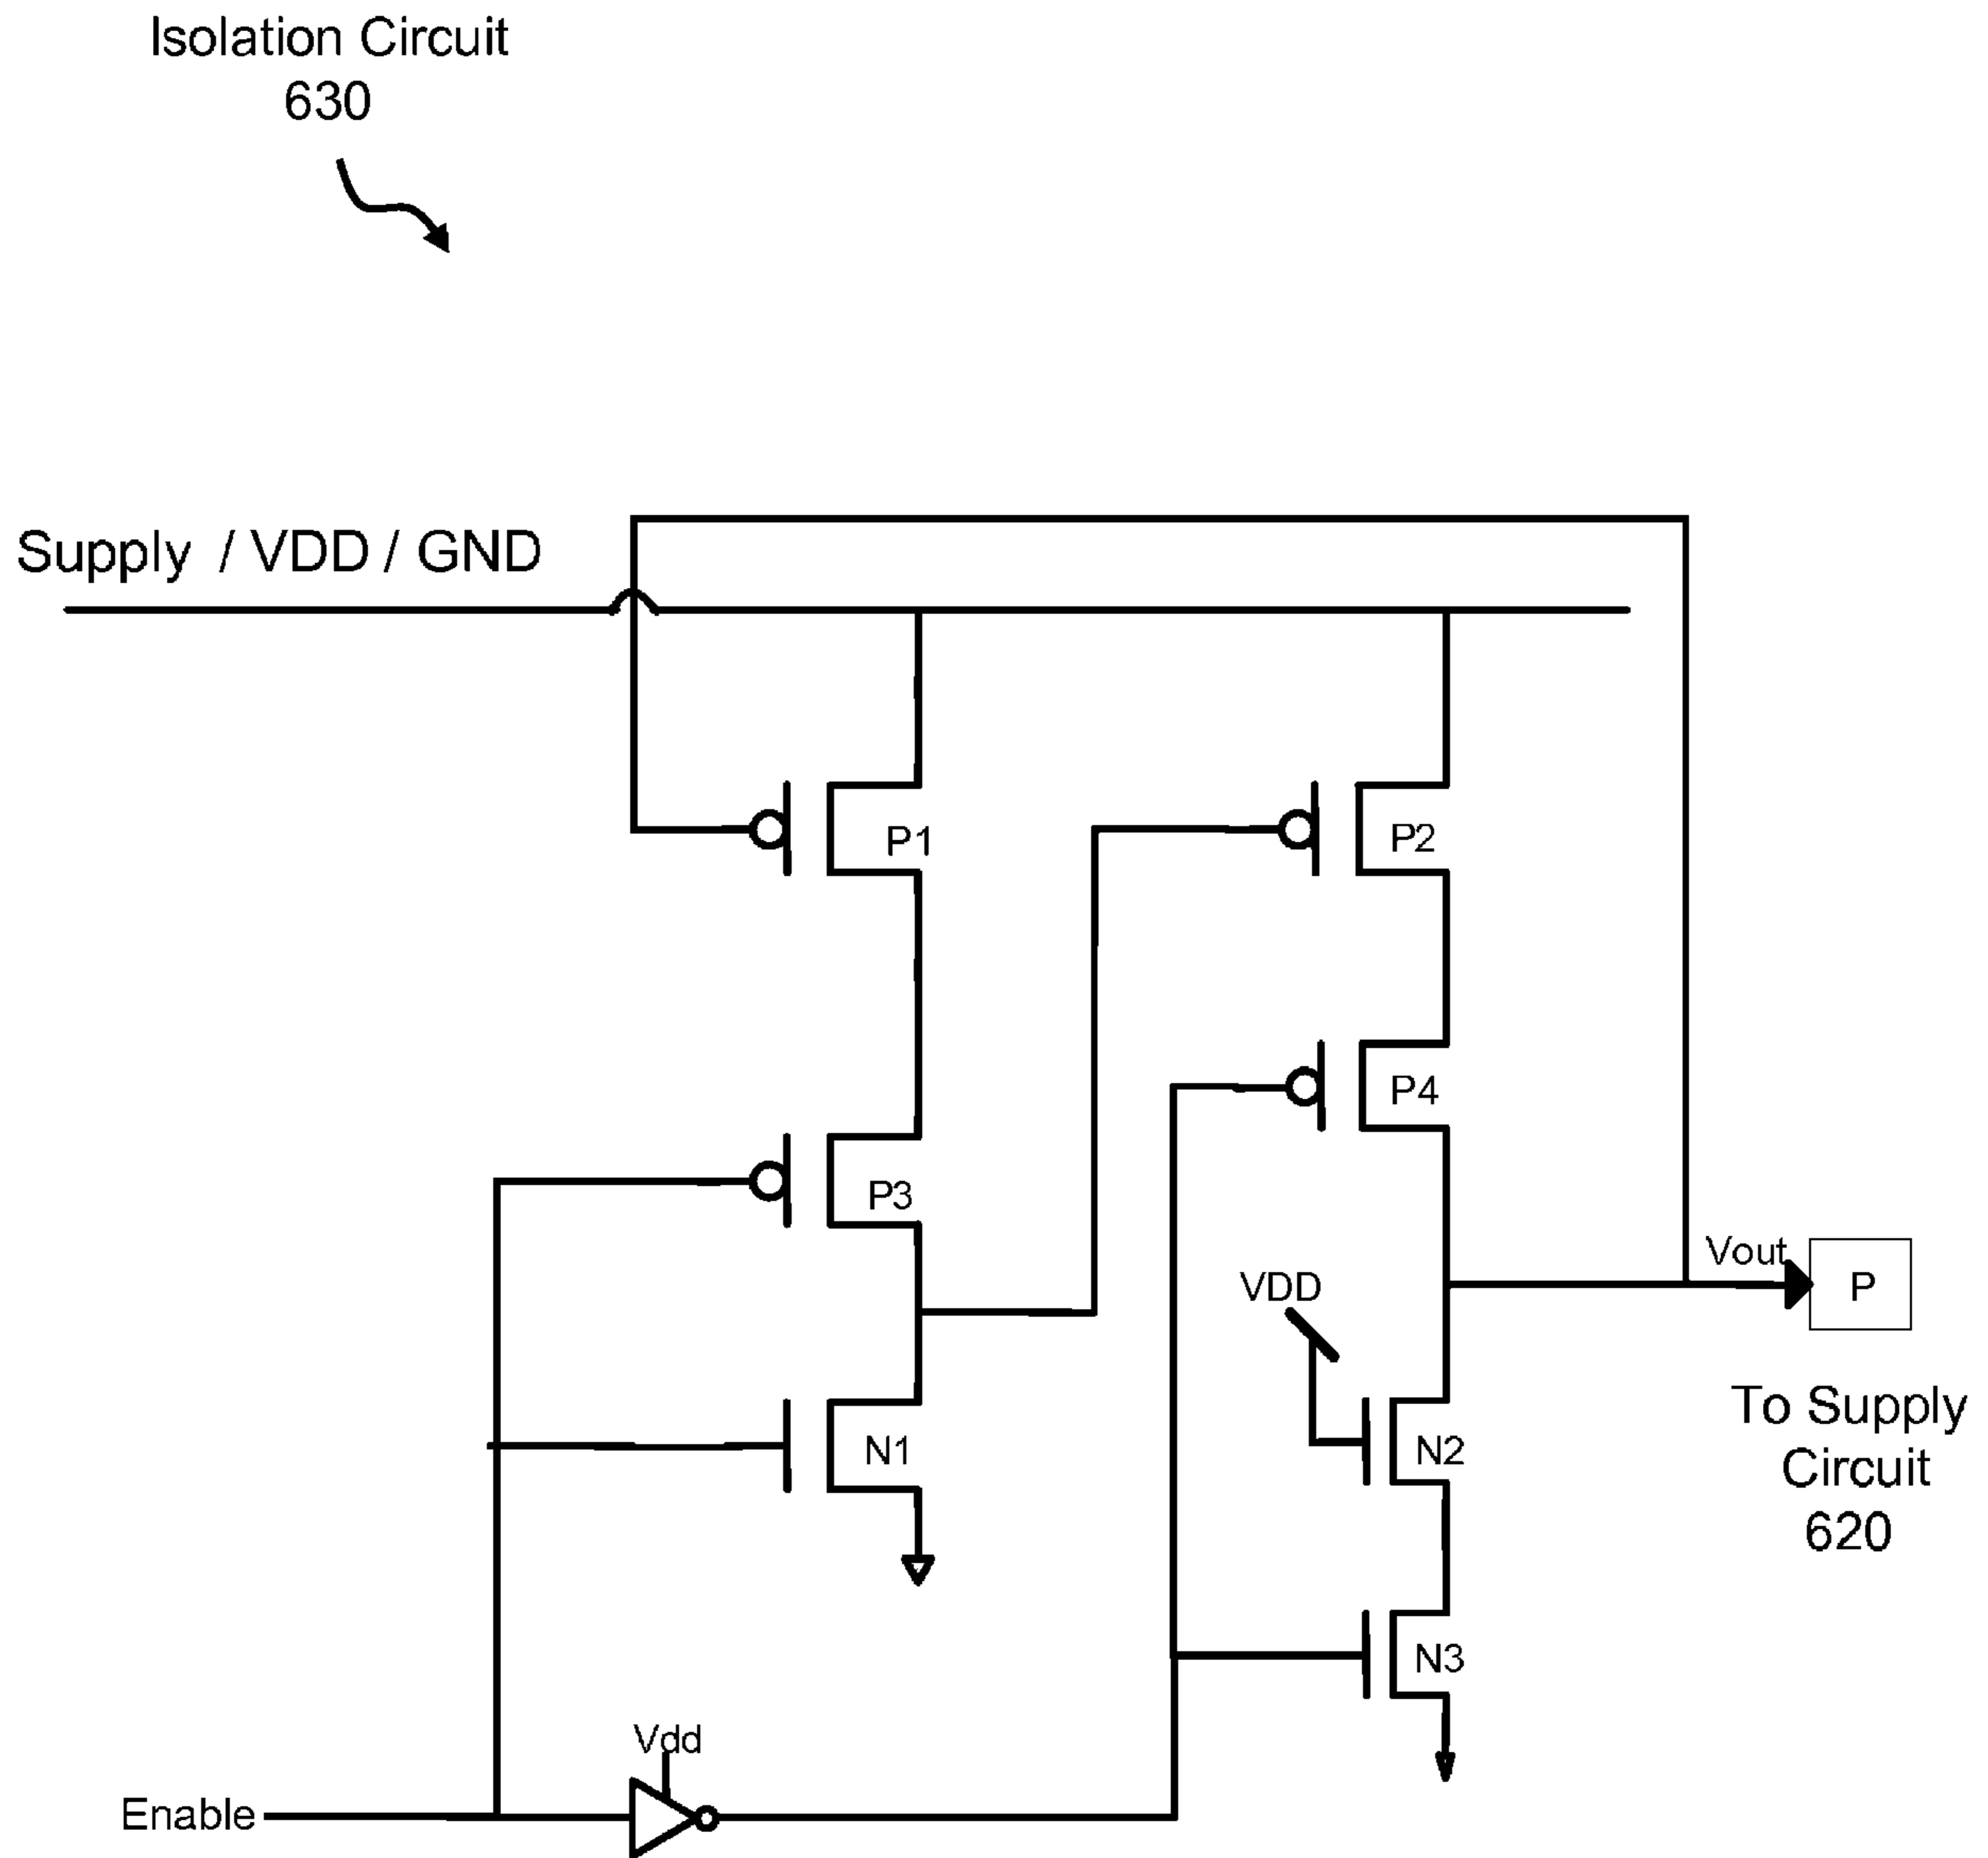 Isolation Circuit
630
Supply / VDD / GND
P1
P2
P4
P3
Vout
P
VDD
N1
N2
To Supply
Circuit
620
N3
Vdd
Enable